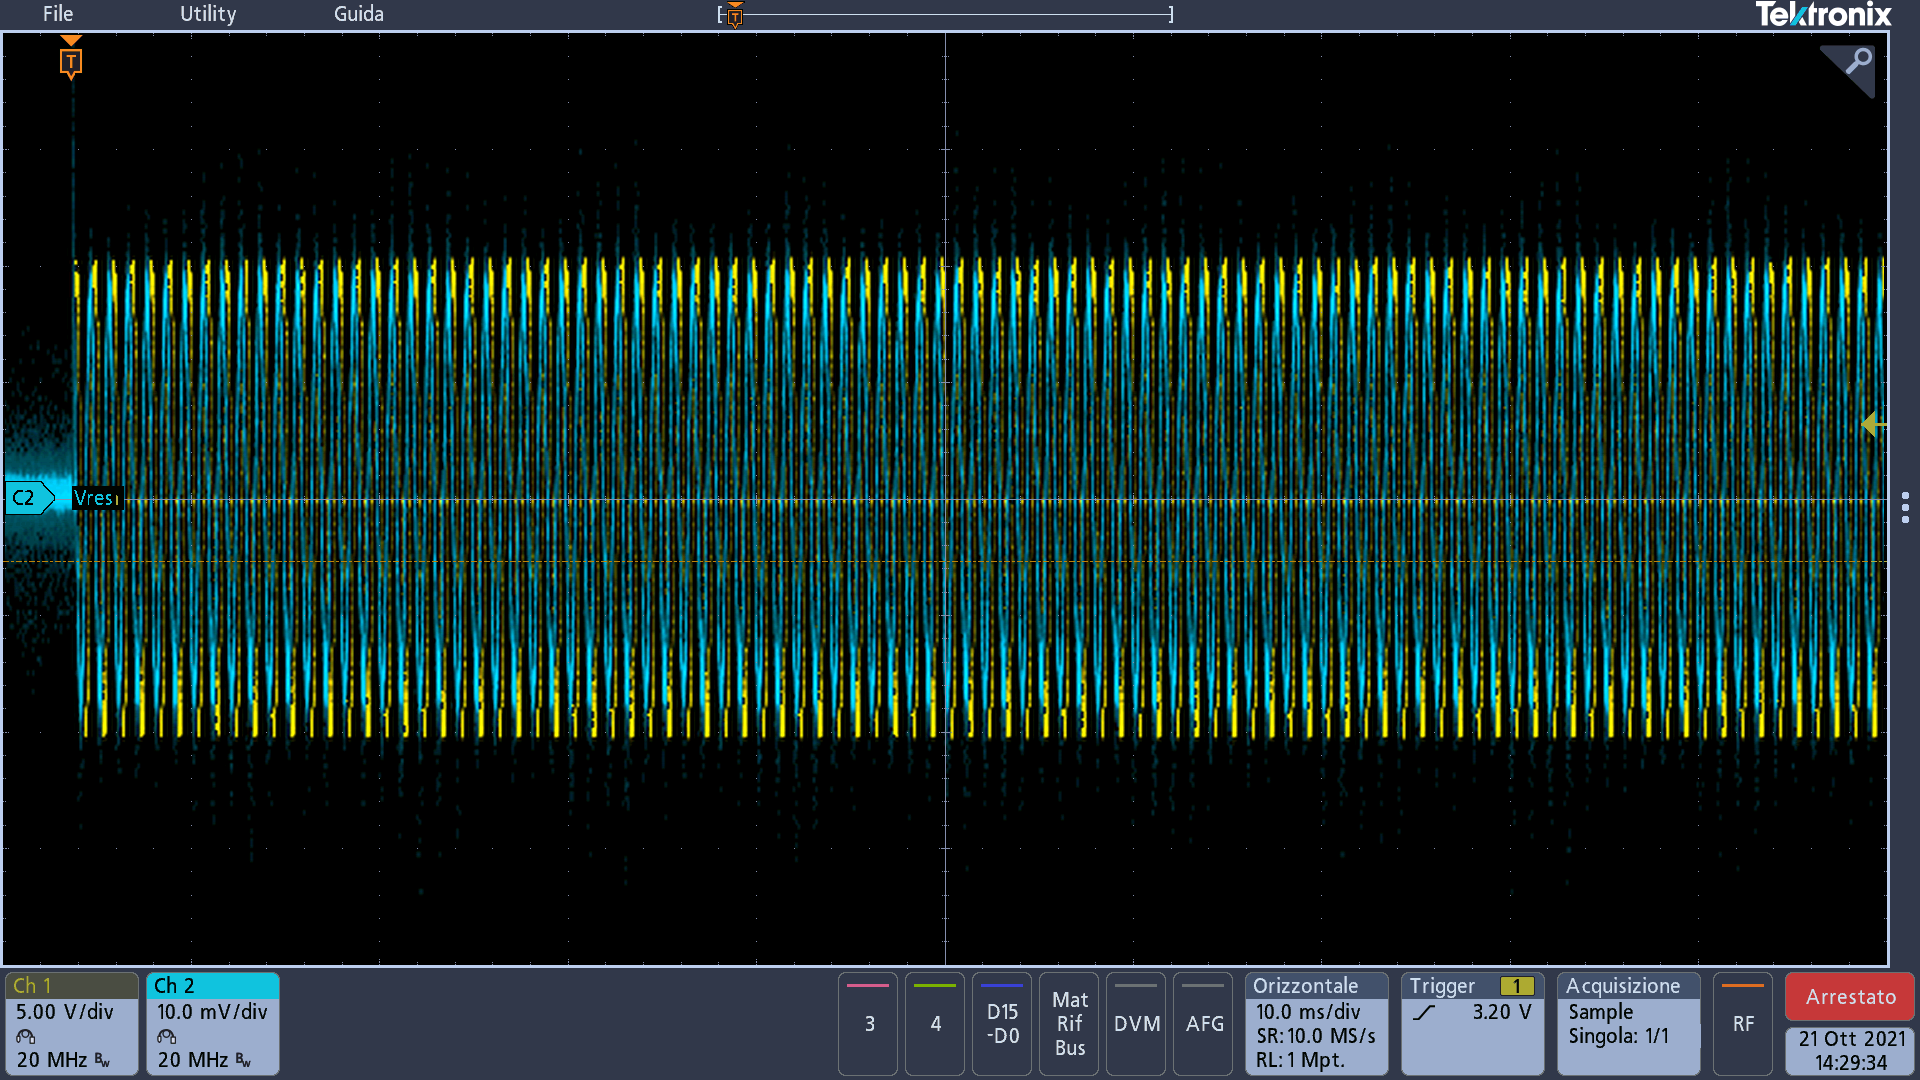 File Utility Guida
Tektronix
T
T
C2 Vres
Ch 1
5.00 V/div
20 MHz Bw
Ch 2
10.0 mV/div
20 MHz Bw
3
4
D15
-D0
Mat
Rif
Bus
DVM
AFG
Orizzontale
10.0 ms/div
SR: 10.0 MS/s
RL: 1 Mpt.
Trigger 1
3.20 V
Acquisizione
Sample
Singola: 1/1
RF
Arrestato
21 Ott 2021
14:29:34